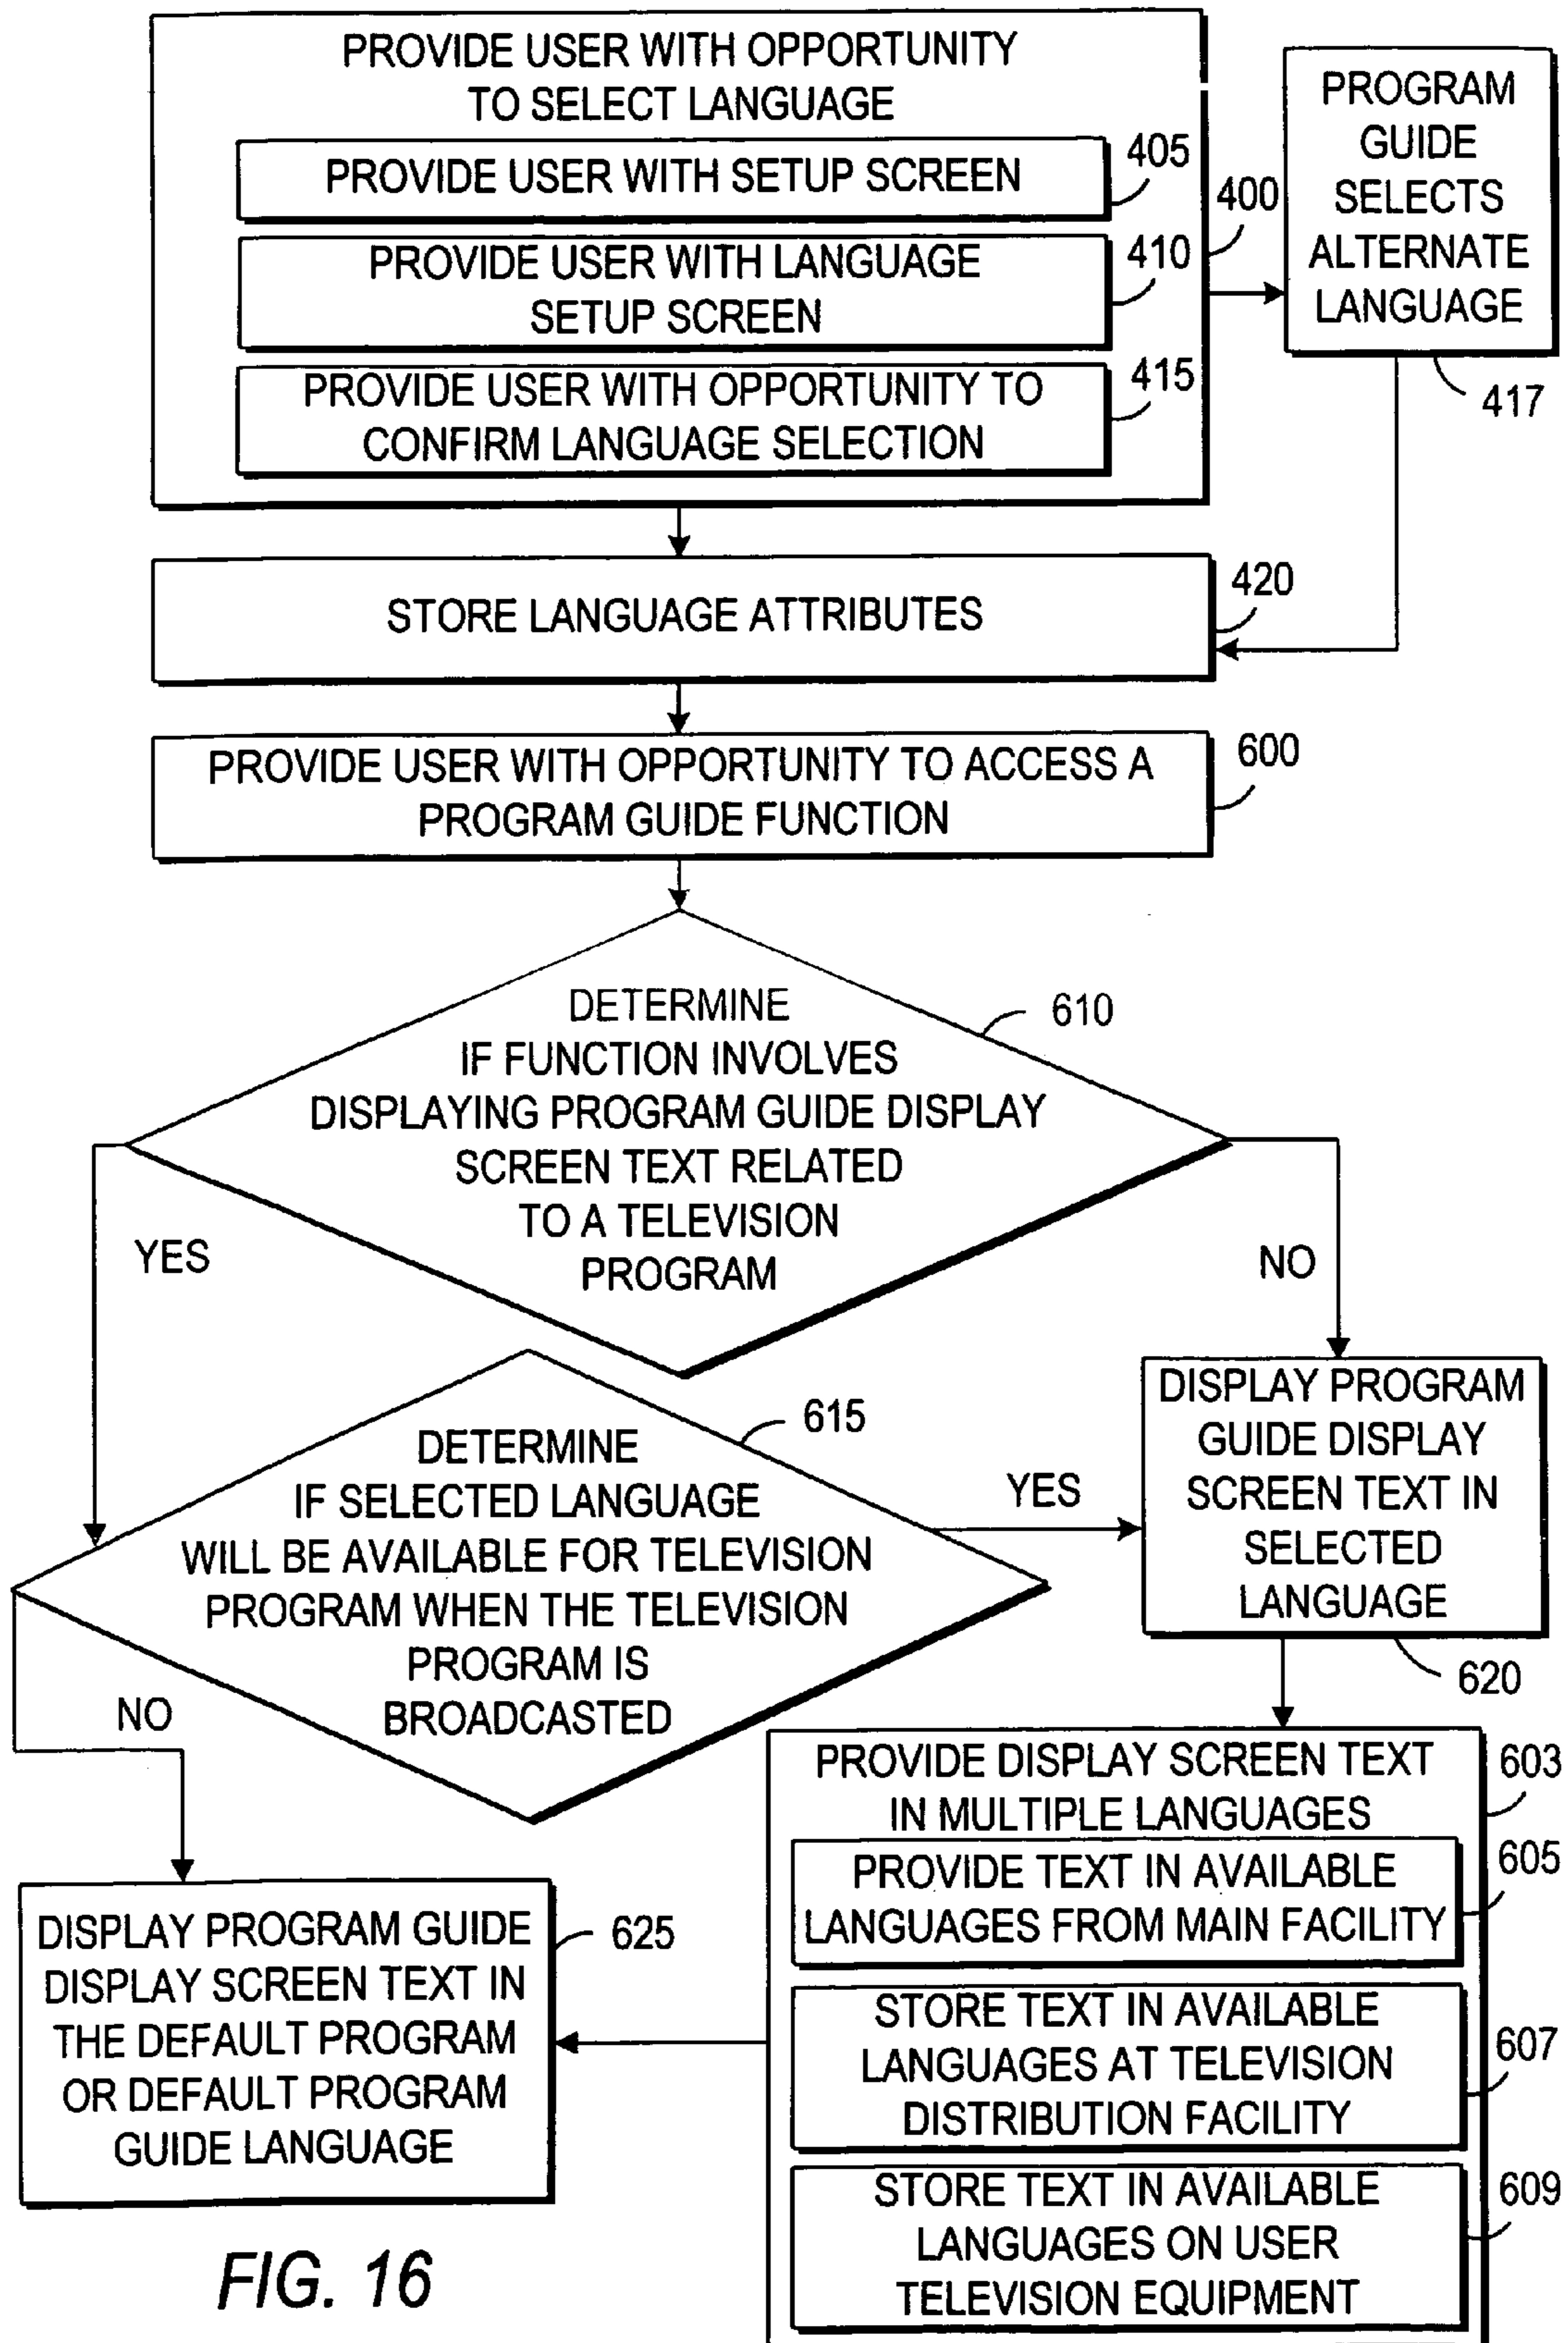 PROVIDE USER WITH OPPORTUNITY
TO SELECT LANGUAGE
PROVIDE USER WITH SETUP SCREEN
405
PROVIDE USER WITH LANGUAGE
SETUP SCREEN
410
PROVIDE USER WITH OPPORTUNITY TO
CONFIRM LANGUAGE SELECTION
415
400
PROGRAM
GUIDE
SELECTS
ALTERNATE
LANGUAGE
417
STORE LANGUAGE ATTRIBUTES
420
PROVIDE USER WITH OPPORTUNITY TO ACCESS A
PROGRAM GUIDE FUNCTION
600
DETERMINE
IF FUNCTION INVOLVES
DISPLAYING PROGRAM GUIDE DISPLAY
SCREEN TEXT RELATED
TO A TELEVISION
PROGRAM
610
YES
NO
DETERMINE
IF SELECTED LANGUAGE
WILL BE AVAILABLE FOR TELEVISION
PROGRAM WHEN THE TELEVISION
PROGRAM IS
BROADCASTED
615
YES
NO
DISPLAY PROGRAM
GUIDE DISPLAY
SCREEN TEXT IN
SELECTED
LANGUAGE
620
PROVIDE DISPLAY SCREEN TEXT
IN MULTIPLE LANGUAGES
603
PROVIDE TEXT IN AVAILABLE
LANGUAGES FROM MAIN FACILITY
605
STORE TEXT IN AVAILABLE
LANGUAGES AT TELEVISION
DISTRIBUTION FACILITY
607
STORE TEXT IN AVAILABLE
LANGUAGES ON USER
TELEVISION EQUIPMENT
609
DISPLAY PROGRAM GUIDE
DISPLAY SCREEN TEXT IN
THE DEFAULT PROGRAM
OR DEFAULT PROGRAM
GUIDE LANGUAGE
625
FIG. 16